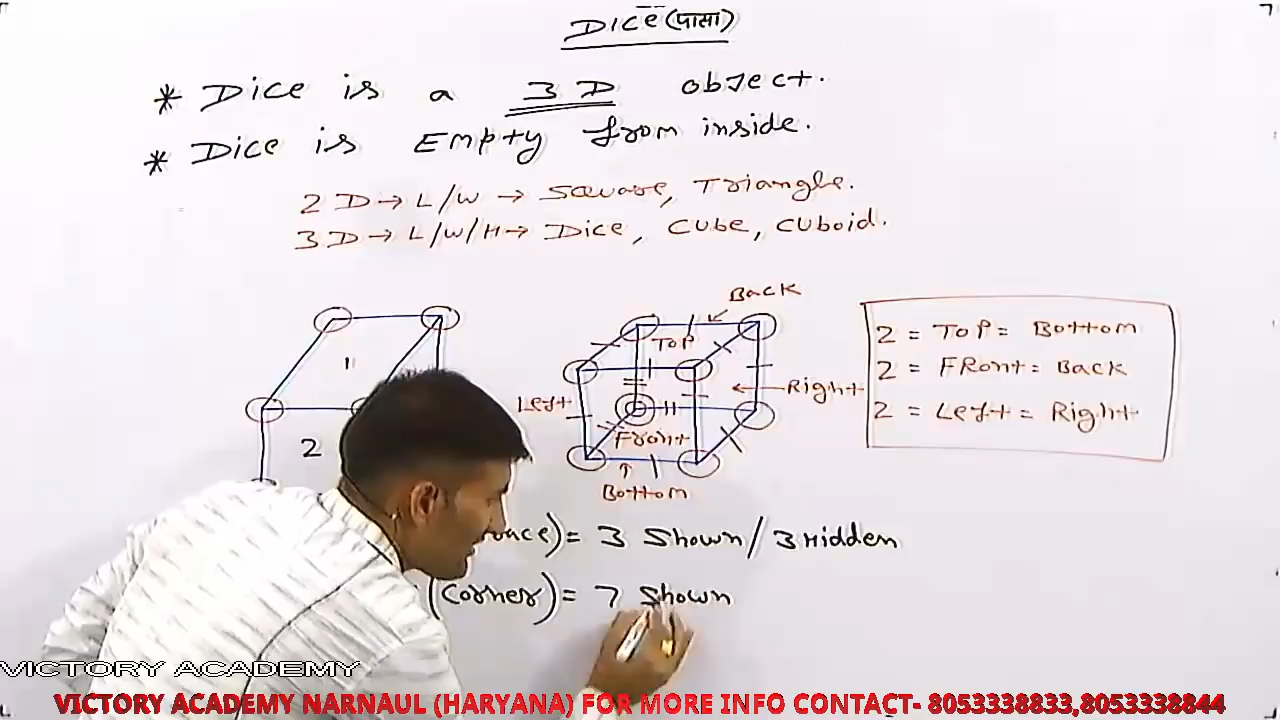 Dice (पासा)
* Dice is a 3D object.
* Dice is Empty from inside.
2D → L/W → Square, Triangle.
3D → L/W/H → Dice, Cube, Cuboid.
Back
Top
1
Left
Right
2
Front
Bottom
2 = Top = Bottom
2 = Front = Back
2 = Left = Right
= 3 Shown / 3 Hidden
(Corner) = 7 Shown
VICTORY ACADEMY
VICTORY ACADEMY NARNAUL (HARYANA) FOR MORE INFO CONTACT- 8053338833,8053338844